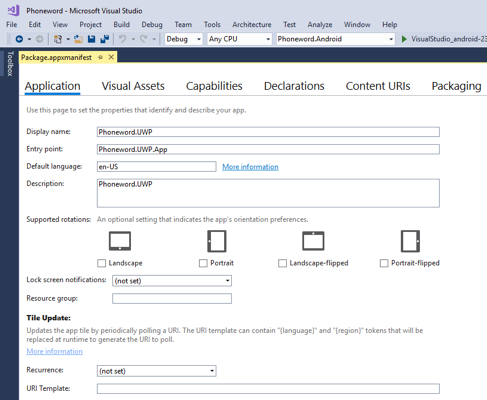 Phoneword - Microsoft Visual Studio
File Edit View Project Build Debug Team Tools Architecture Test Analyze Window Help
Debug Any CPU Phoneword.Android VisualStudio_android-23
Toolbox
Package.appxmanifest
Application Visual Assets Capabilities Declarations Content URIs Packaging
Use this page to set the properties that identify and describe your app.
Display name: Phoneword.UWP
Entry point: Phoneword.UWP.App
Default language: en-US More information
Description: Phoneword.UWP
Supported rotations: An optional setting that indicates the app's orientation preferences.
Landscape Portrait Landscape-flipped Portrait-flipped
Lock screen notifications: (not set)
Resource group:
Tile Update:
Updates the app tile by periodically polling a URI. The URI template can contain "{language}" and "{region}" tokens that will be
replaced at runtime to generate the URI to poll.
More information
Recurrence: (not set)
URI Template: